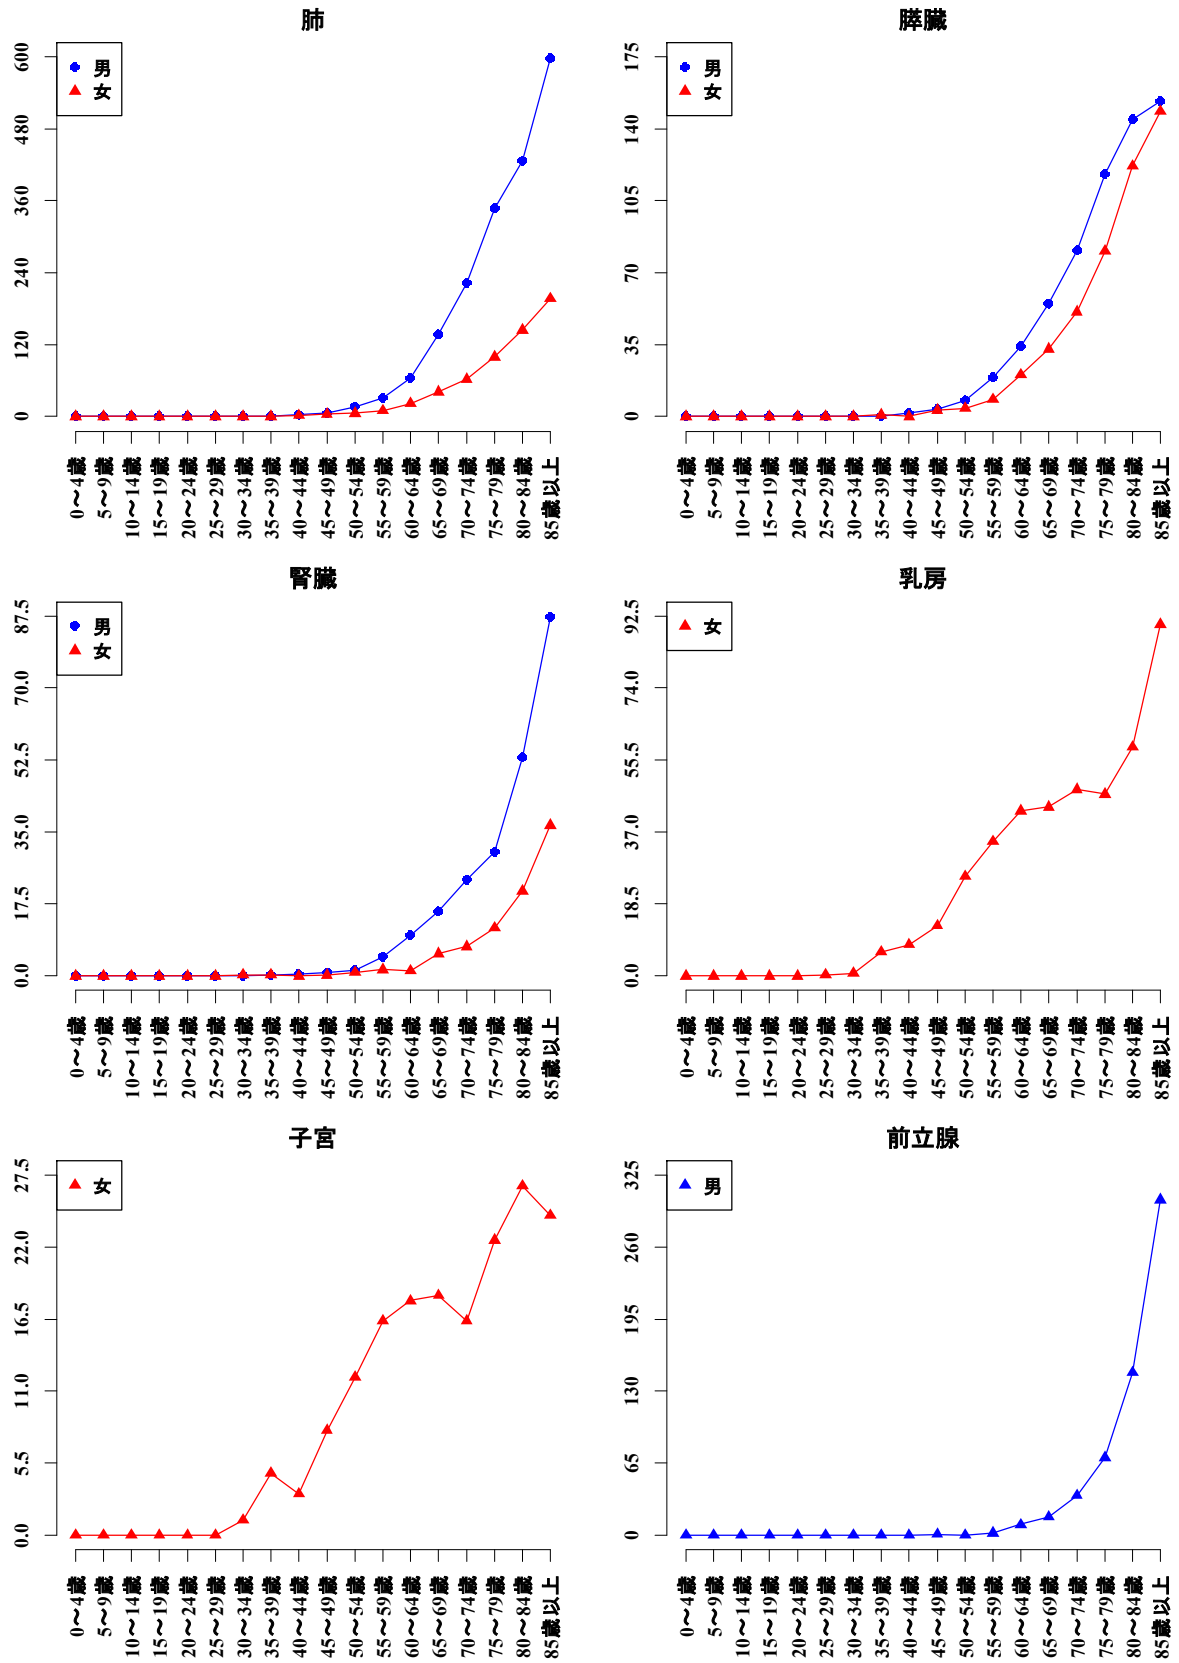 肺
男
女
600
480
360
240
120
0
0～4歳
5～9歳
10～14歳
15～19歳
20～24歳
25～29歳
30～34歳
35～39歳
40～44歳
45～49歳
50～54歳
55～59歳
60～64歳
65～69歳
70～74歳
75～79歳
80～84歳
85歳以上
膵臓
男
女
175
140
105
70
35
0
0～4歳
5～9歳
10～14歳
15～19歳
20～24歳
25～29歳
30～34歳
35～39歳
40～44歳
45～49歳
50～54歳
55～59歳
60～64歳
65～69歳
70～74歳
75～79歳
80～84歳
85歳以上
腎臓
男
女
87.5
70.0
52.5
35.0
17.5
0.0
0～4歳
5～9歳
10～14歳
15～19歳
20～24歳
25～29歳
30～34歳
35～39歳
40～44歳
45～49歳
50～54歳
55～59歳
60～64歳
65～69歳
70～74歳
75～79歳
80～84歳
85歳以上
乳房
女
92.5
74.0
55.5
37.0
18.5
0.0
0～4歳
5～9歳
10～14歳
15～19歳
20～24歳
25～29歳
30～34歳
35～39歳
40～44歳
45～49歳
50～54歳
55～59歳
60～64歳
65～69歳
70～74歳
75～79歳
80～84歳
85歳以上
子宮
女
27.5
22.0
16.5
11.0
5.5
0.0
0～4歳
5～9歳
10～14歳
15～19歳
20～24歳
25～29歳
30～34歳
35～39歳
40～44歳
45～49歳
50～54歳
55～59歳
60～64歳
65～69歳
70～74歳
75～79歳
80～84歳
85歳以上
前立腺
男
325
260
195
130
65
0
0～4歳
5～9歳
10～14歳
15～19歳
20～24歳
25～29歳
30～34歳
35～39歳
40～44歳
45～49歳
50～54歳
55～59歳
60～64歳
65～69歳
70～74歳
75～79歳
80～84歳
85歳以上